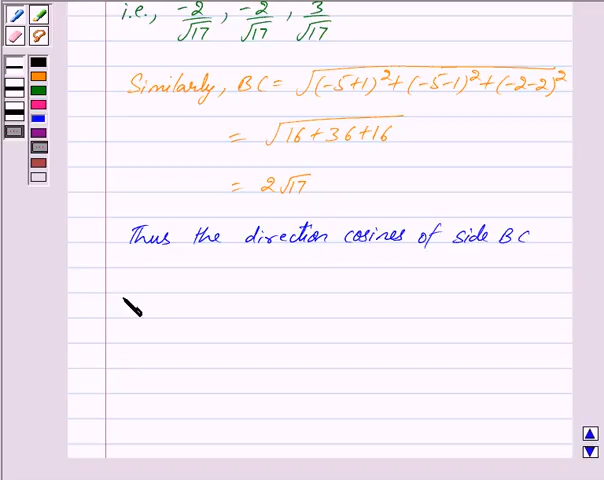 i.e., -2/√17, -2/√17, 3/√17
Similarly, BC = √(-5+1)²+(-5-1)²+(-2-2)²
= √16+36+16
= 2√17
Thus the direction cosines of side BC